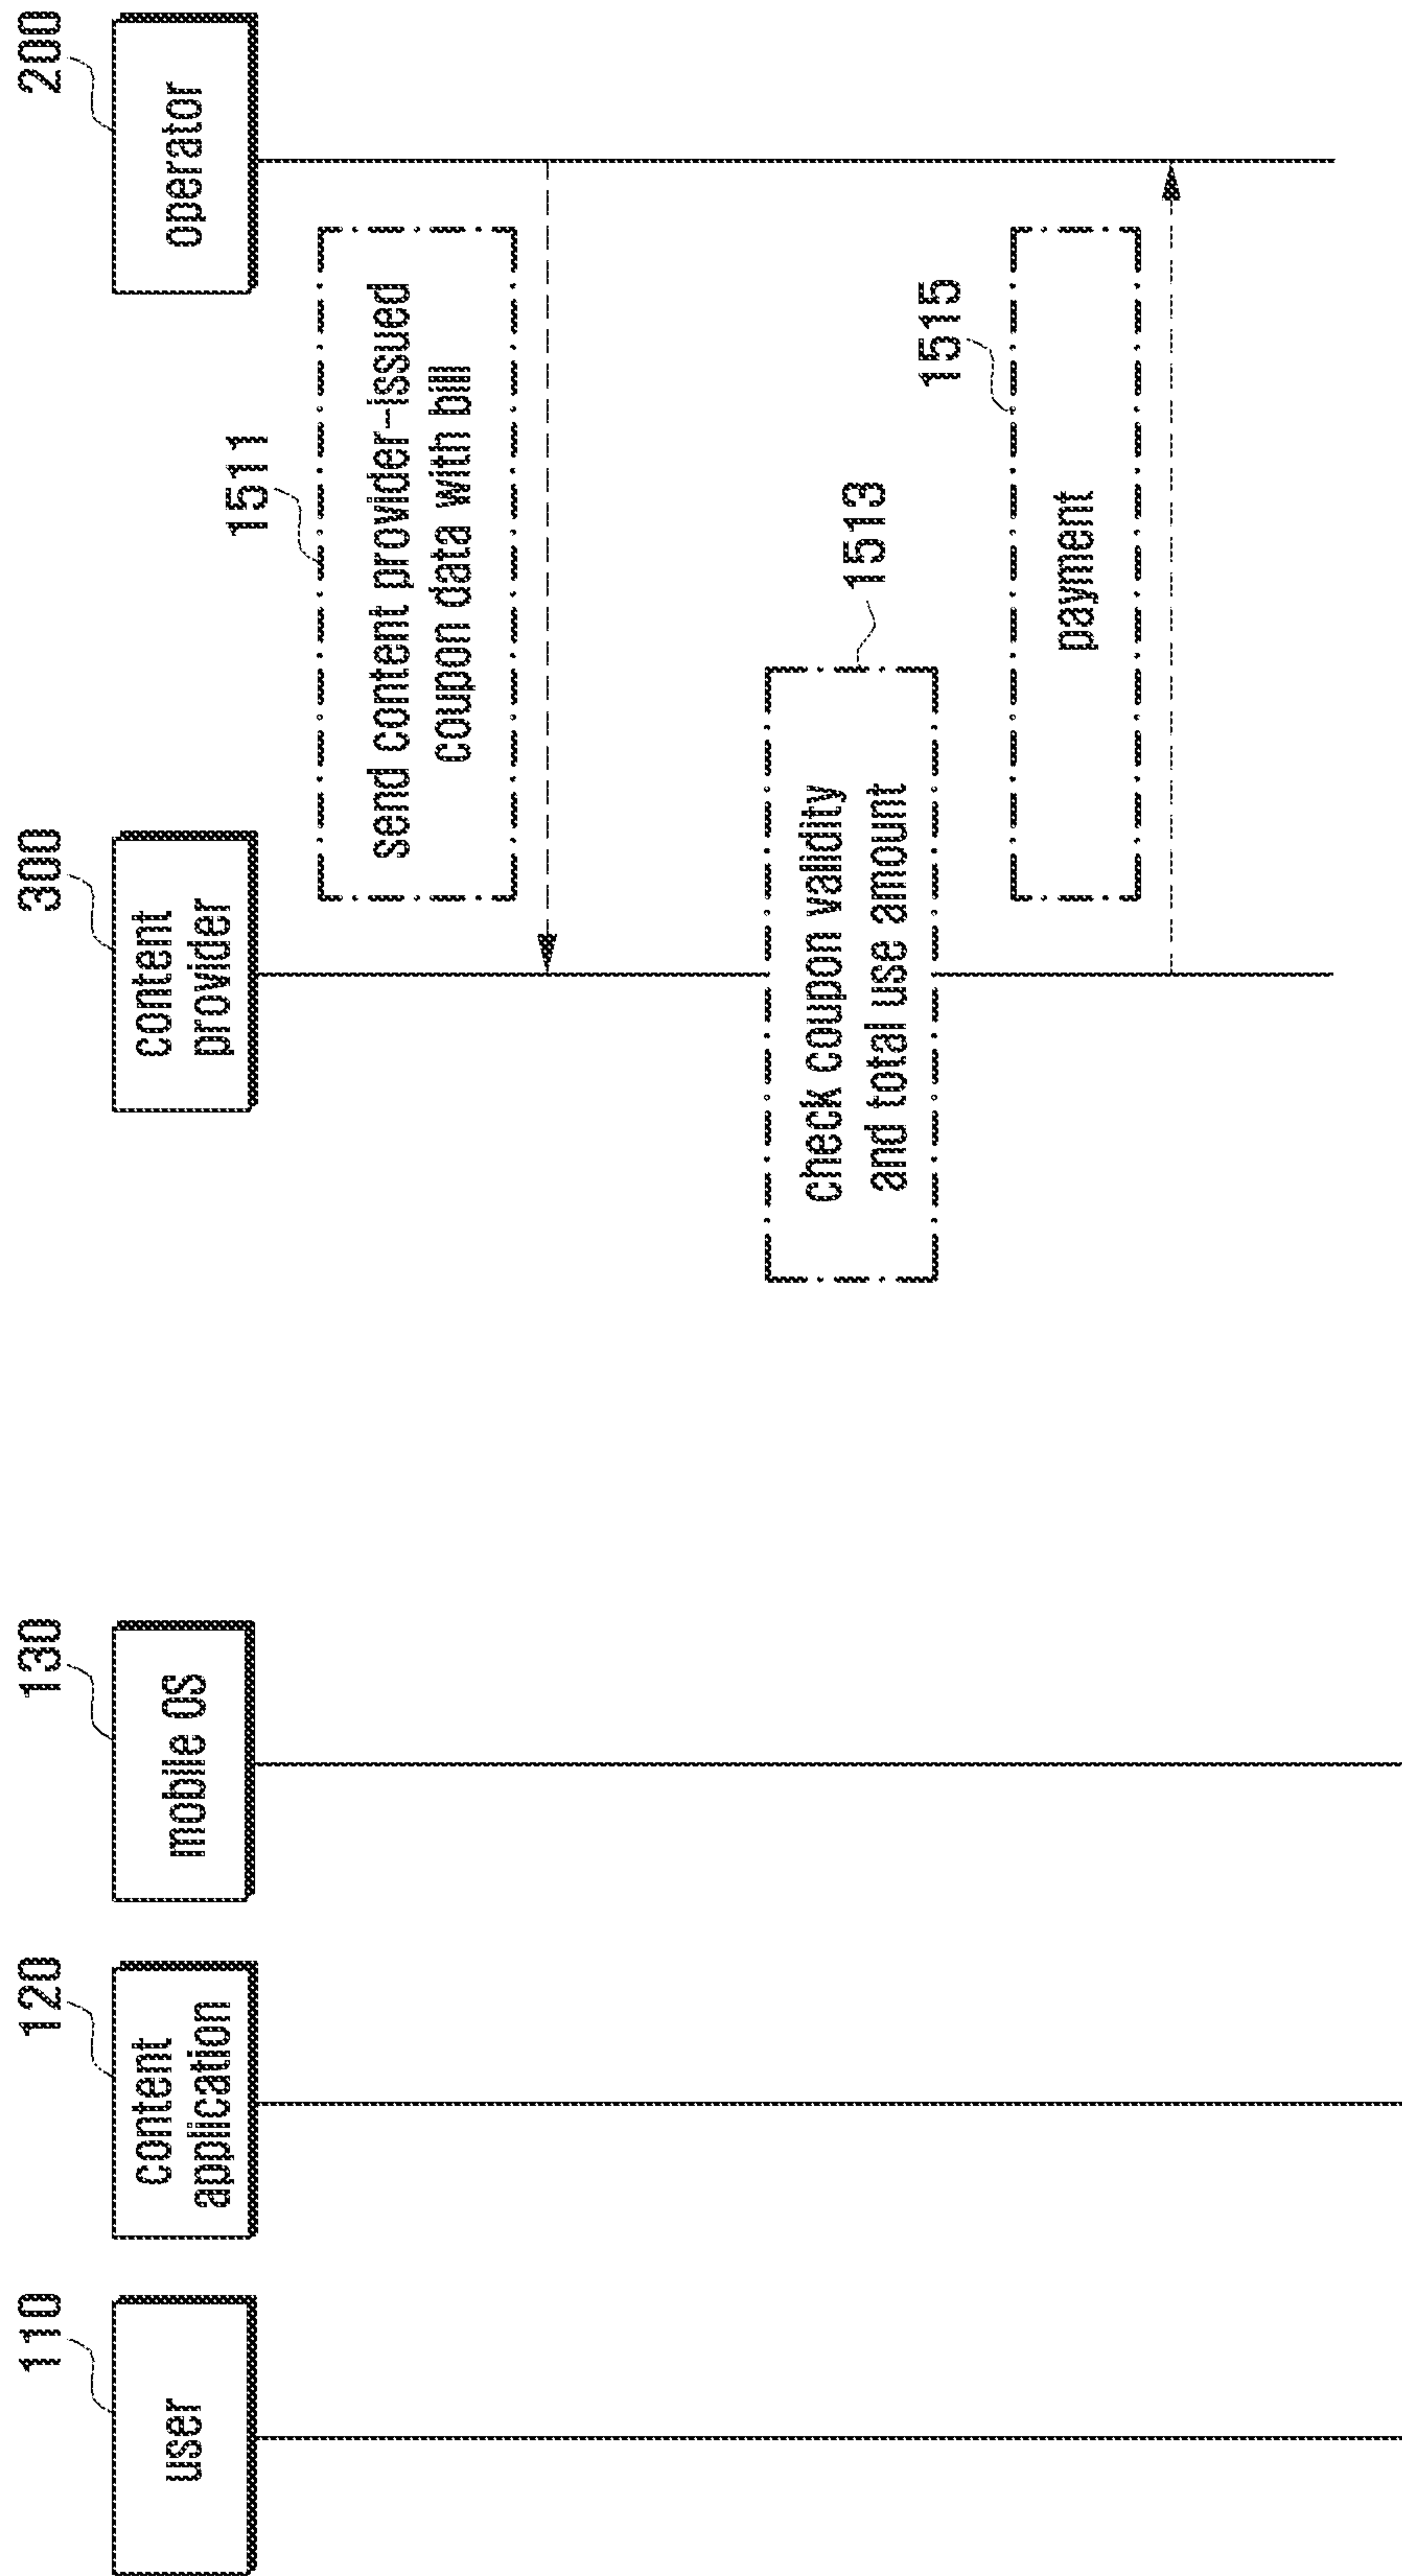 110
user
120
content
application
130
mobile OS
300
content
provider
200
operator
1511
send content provider-issued
coupon data with bill
1513
check coupon validity
and total use amount
1515
payment